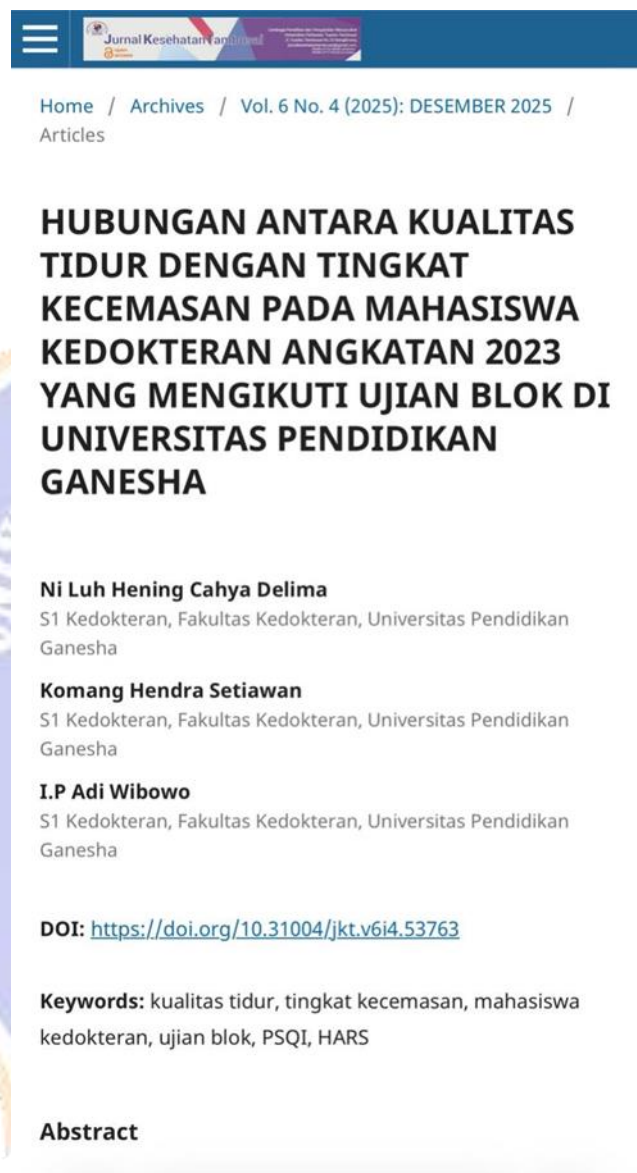 Jurnal Kesehatan Tambusai
Home / Archives / Vol. 6 No. 4 (2025): DESEMBER 2025 /
Articles
HUBUNGAN ANTARA KUALITAS
TIDUR DENGAN TINGKAT
KECEMASAN PADA MAHASISWA
KEDOKTERAN ANGKATAN 2023
YANG MENGIKUTI UJIAN BLOK DI
UNIVERSITAS PENDIDIKAN
GANESHA
Ni Luh Hening Cahya Delima
S1 Kedokteran, Fakultas Kedokteran, Universitas Pendidikan
Ganesha
Komang Hendra Setiawan
S1 Kedokteran, Fakultas Kedokteran, Universitas Pendidikan
Ganesha
I.P Adi Wibowo
S1 Kedokteran, Fakultas Kedokteran, Universitas Pendidikan
Ganesha
DOI: https://doi.org/10.31004/jkt.v6i4.53763
Keywords: kualitas tidur, tingkat kecemasan, mahasiswa
kedokteran, ujian blok, PSQI, HARS
Abstract